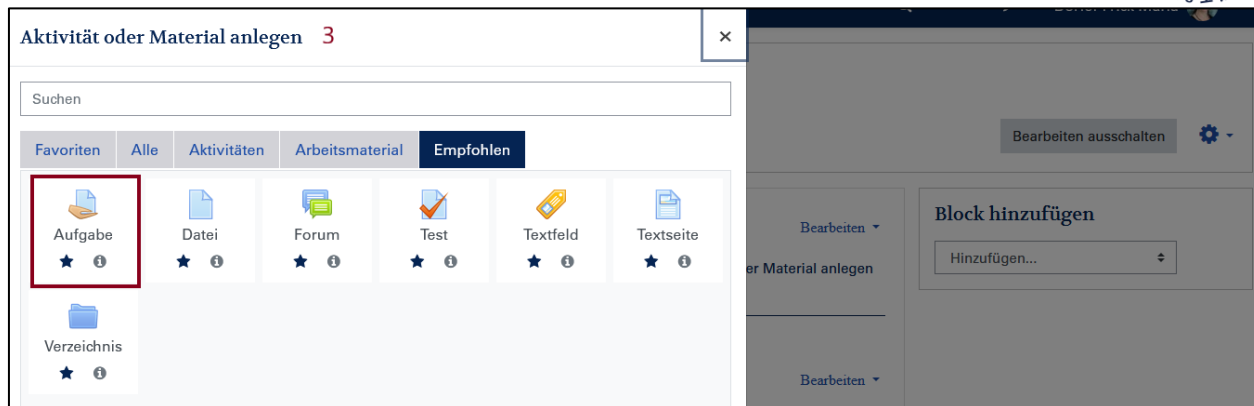 Aktivität oder Material anlegen 3 ×
Suchen
Favoriten Alle Aktivitäten Arbeitsmaterial Empfohlen
Aufgabe Datei Forum Test Textfeld Textseite
Verzeichnis
Bearbeiten ausschalten
Bearbeiten
er Material anlegen
Bearbeiten
Block hinzufügen
Hinzufügen...